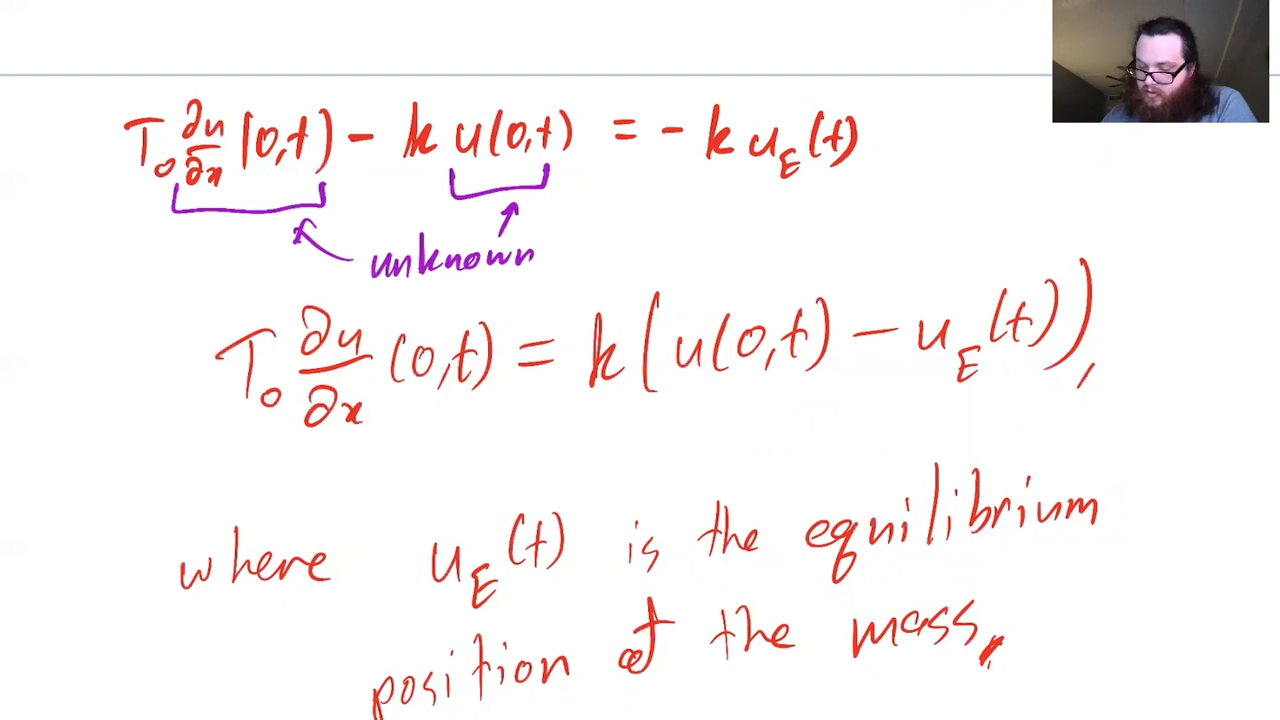 T₀ ∂u/∂x (0,t) - k u(0,t) = - k u_E(t)
unknown
T₀ ∂u/∂x (0,t) = k(u(0,t) - u_E(t)),
where u_E(t) is the equilibrium
position of the mass.